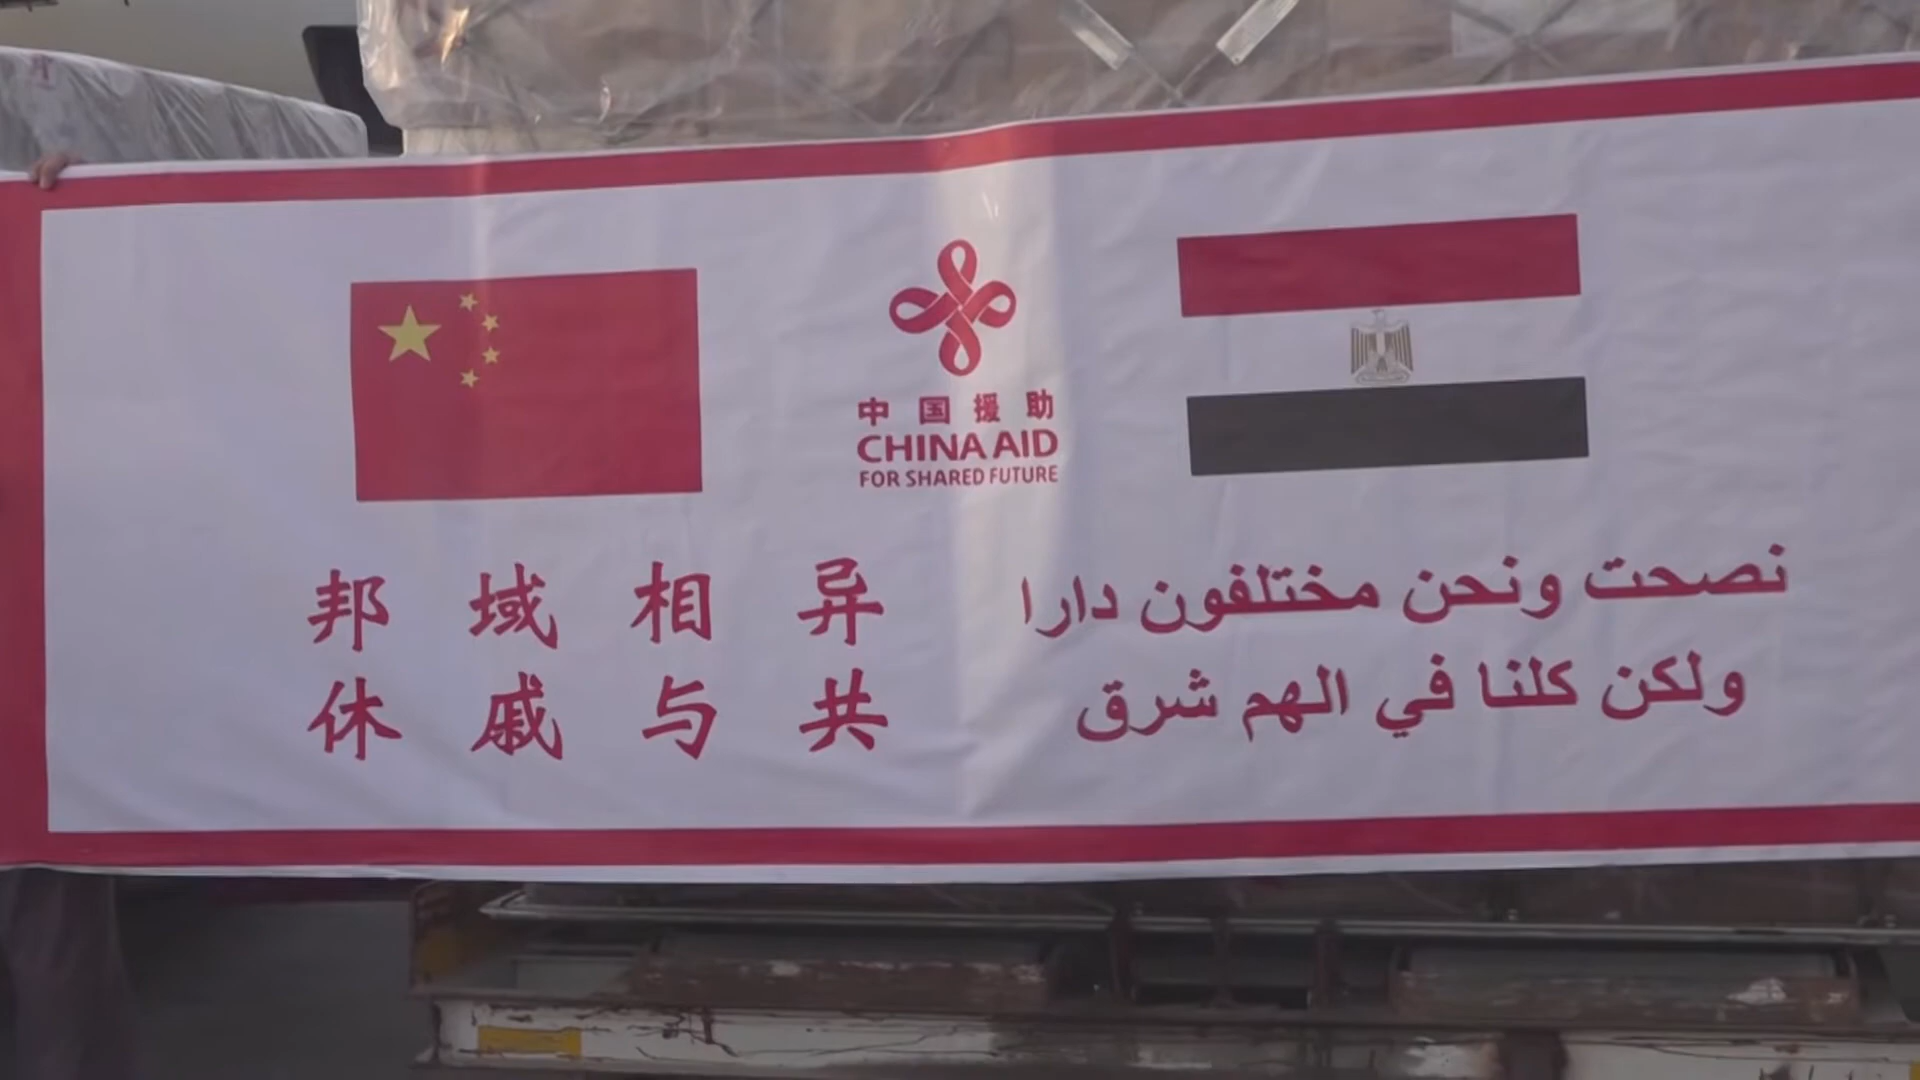 中国援助
CHINA AID
FOR SHARED FUTURE
邦域相异
休戚与共
نصحت ونحن مختلفون دارا
ولكن كلنا في الهم شرق